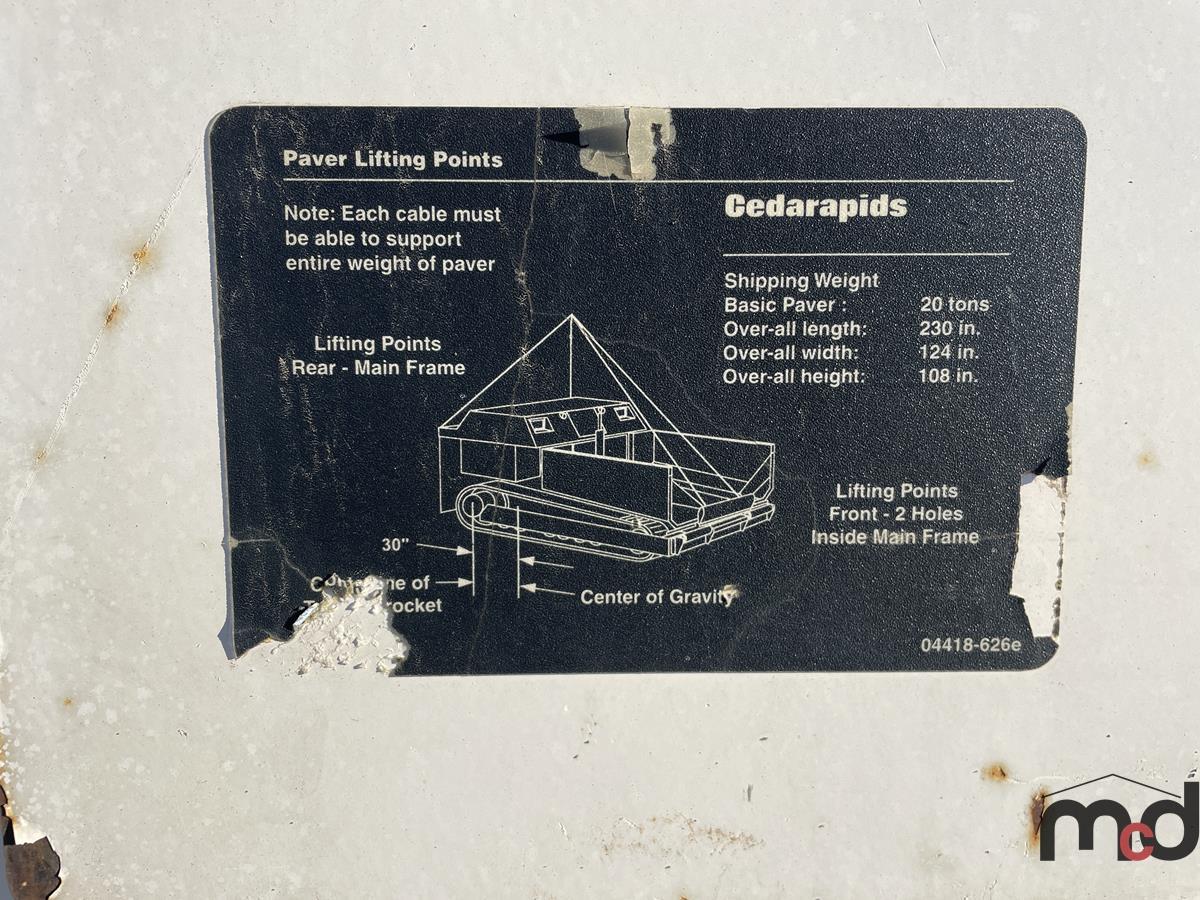 Paver Lifting Points
Note: Each cable must
be able to support
entire weight of paver
Cedarapids
Shipping Weight
Basic Paver : 20 tons
Over-all length: 230 in.
Over-all width: 124 in.
Over-all height: 108 in.
Lifting Points
Rear - Main Frame
Lifting Points
Front - 2 Holes
Inside Main Frame
30"
of
Center of Gravity
04418-626e
mcd